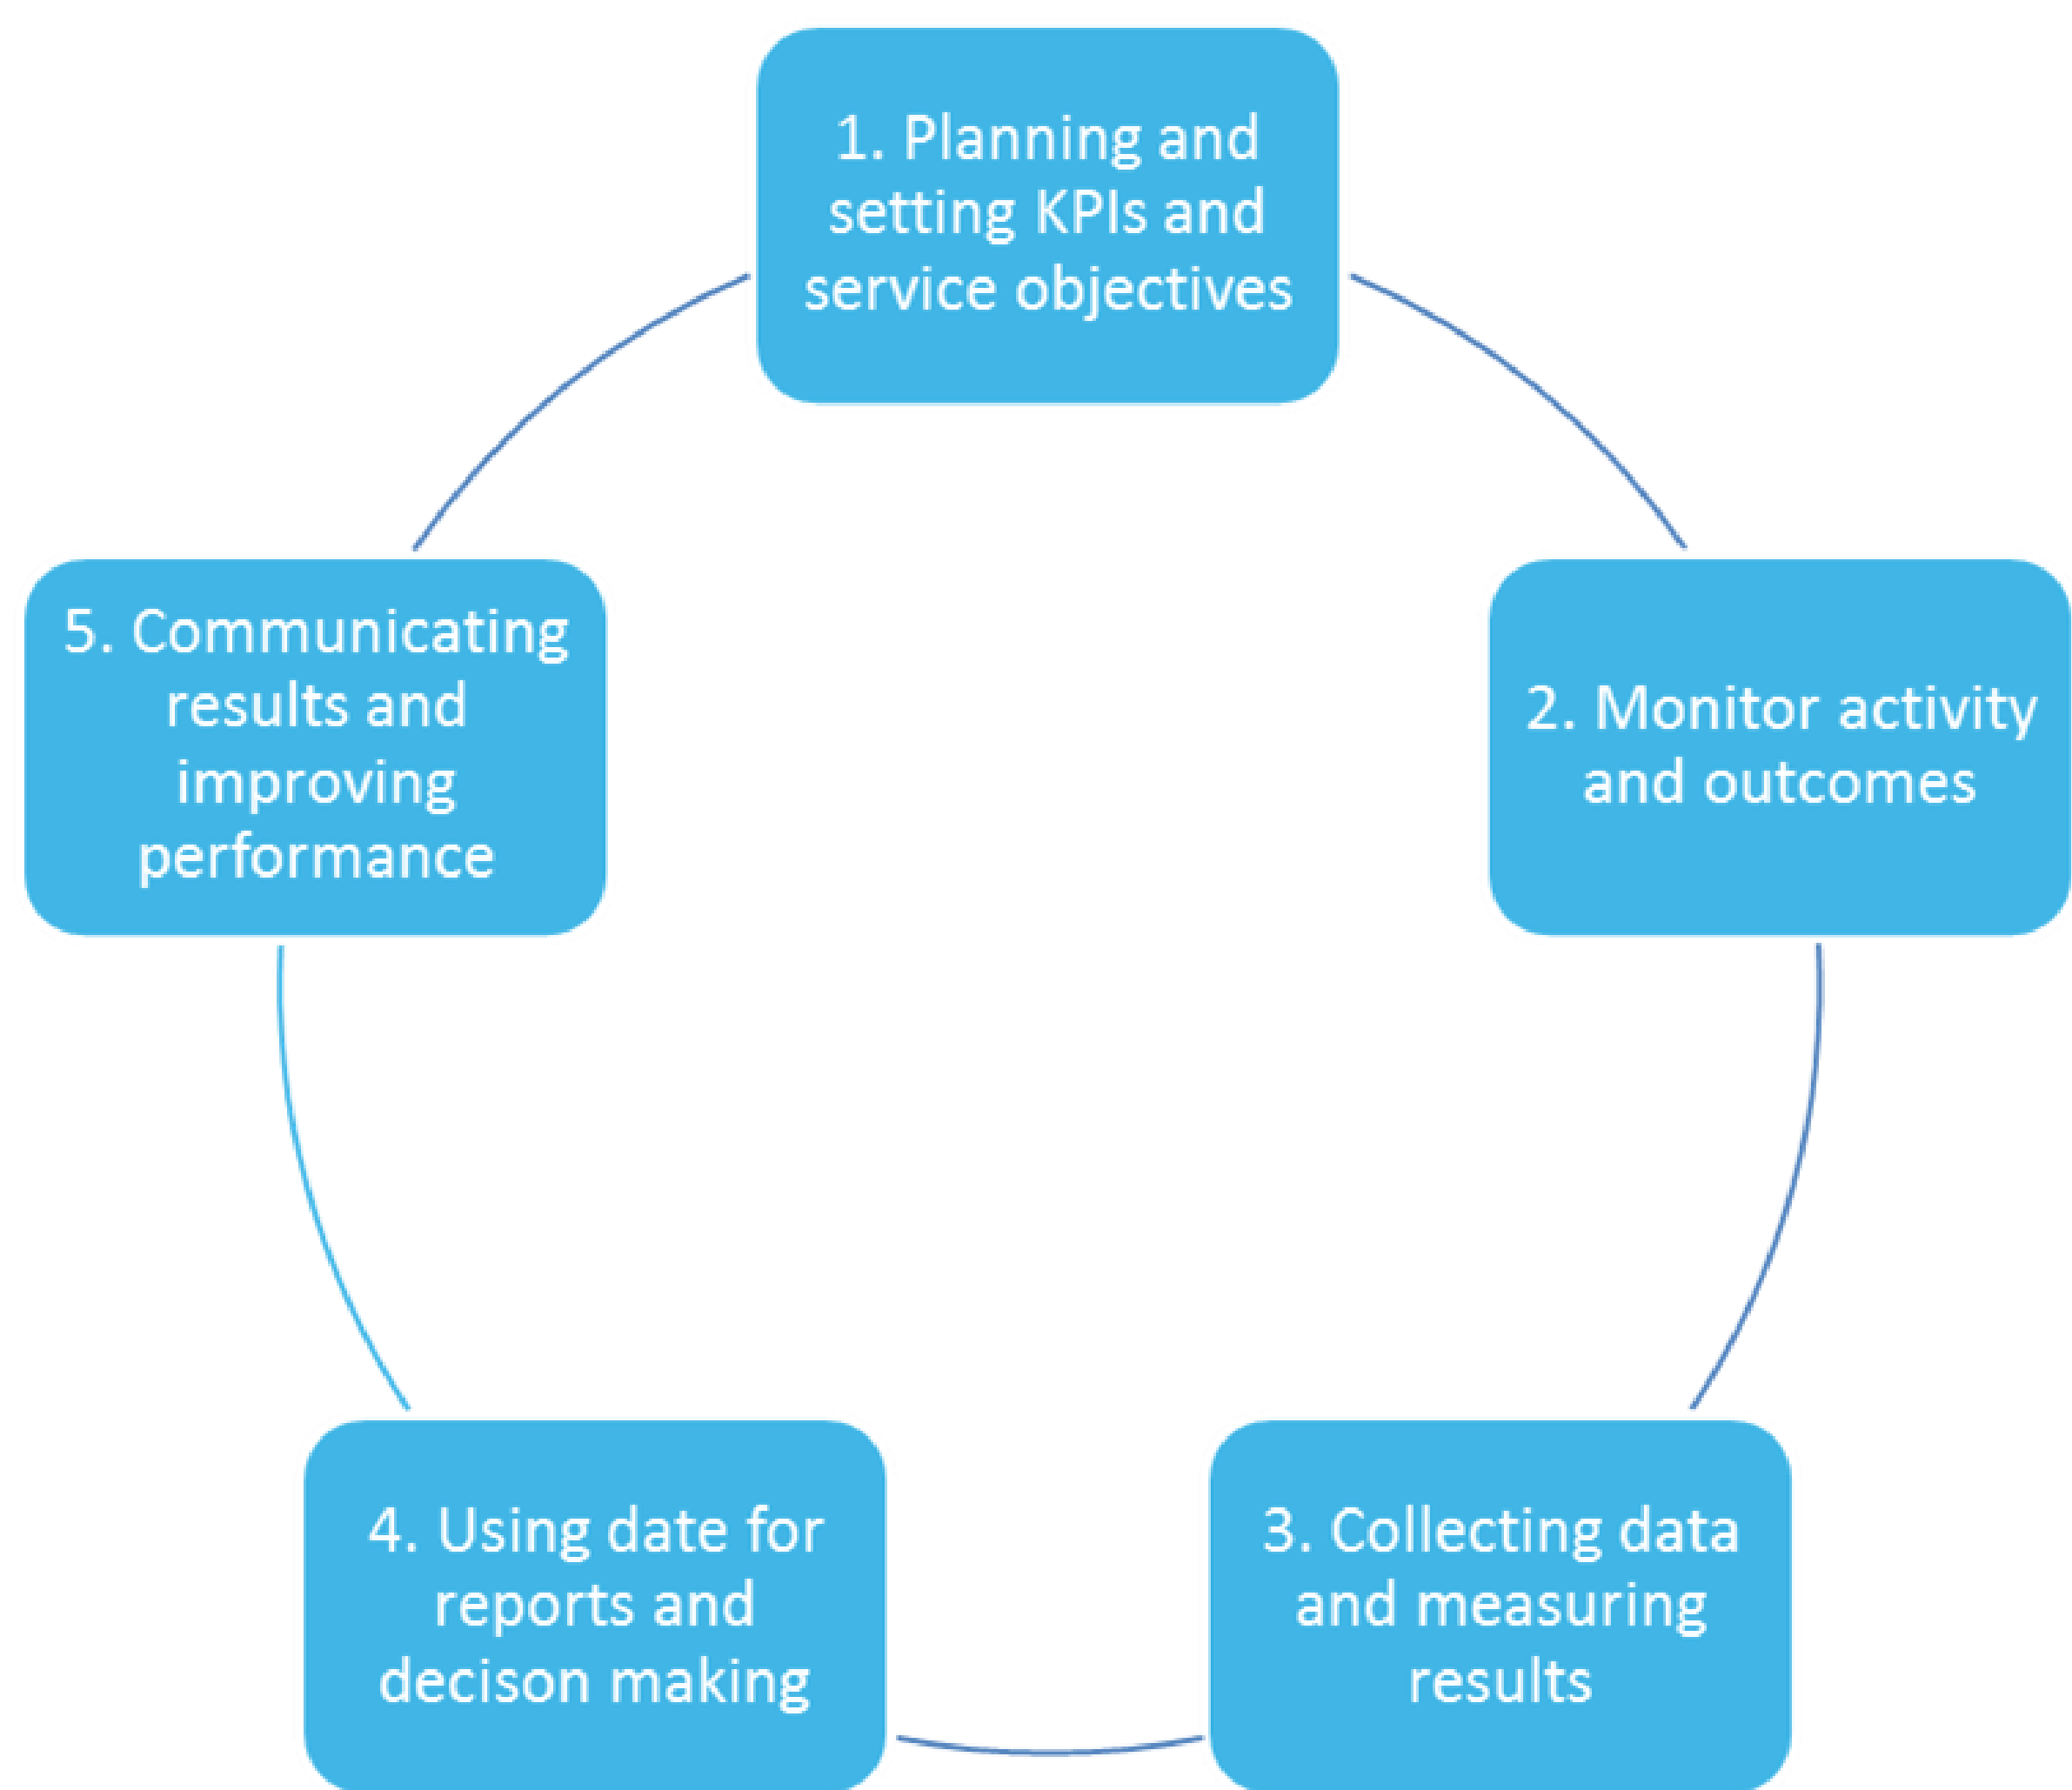 1. Planning and
setting KPIs and
service objectives
2. Monitor activity
and outcomes
3. Collecting data
and measuring
results
4. Using date for
reports and
decison making
5. Communicating
results and
improving
performance